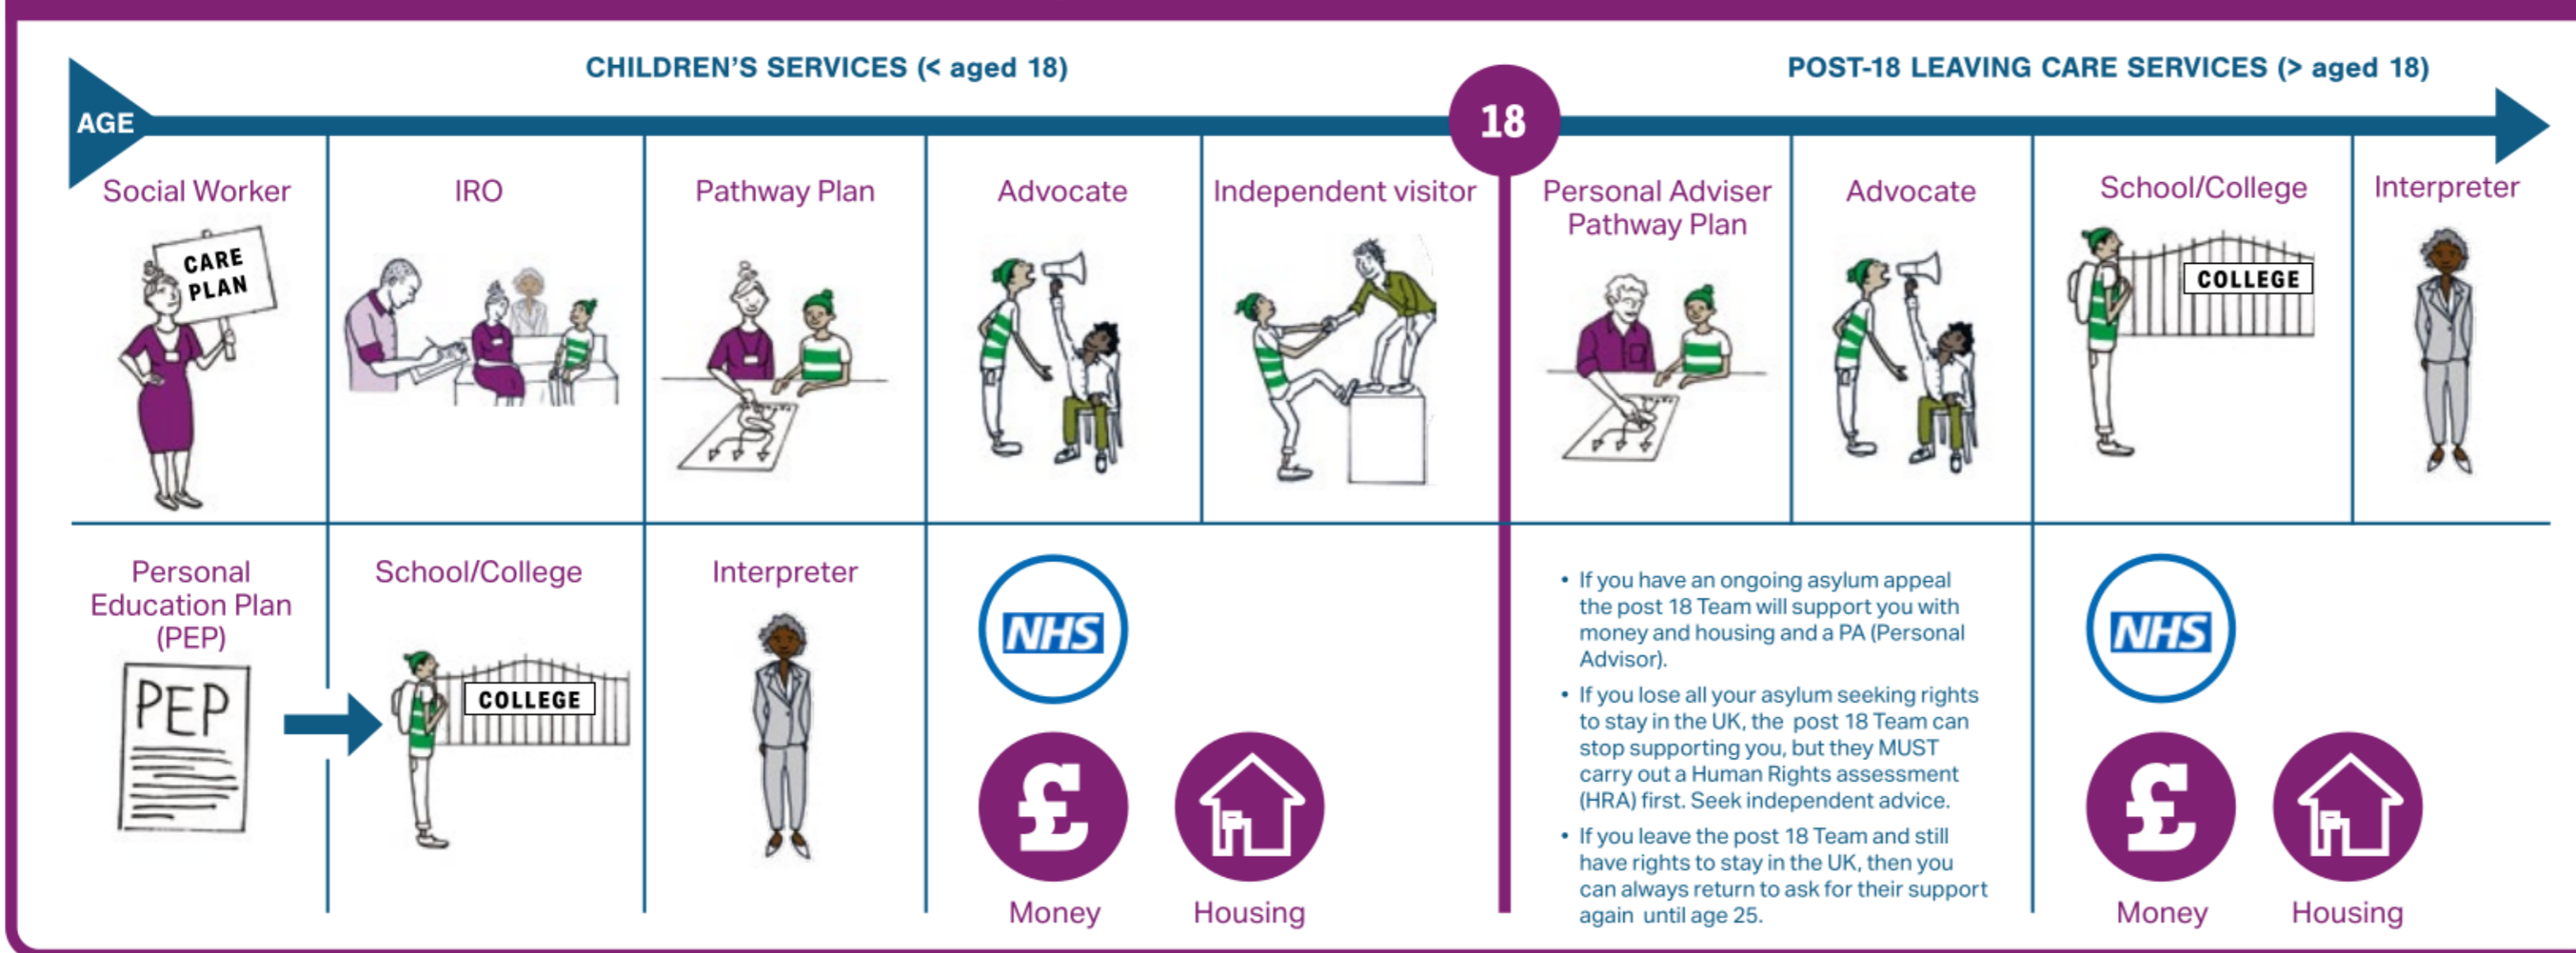 CHILDREN'S SERVICES (< aged 18)
POST-18 LEAVING CARE SERVICES (> aged 18)
AGE
18
Social Worker
CARE
PLAN
IRO
Pathway Plan
Advocate
Independent visitor
Personal Adviser
Pathway Plan
Advocate
School/College
COLLEGE
Interpreter
Personal
Education Plan
(PEP)
PEP
School/College
COLLEGE
Interpreter
NHS
£
Money
Housing
• If you have an ongoing asylum appeal
the post 18 Team will support you with
money and housing and a PA (Personal
Advisor).
• If you lose all your asylum seeking rights
to stay in the UK, the post 18 Team can
stop supporting you, but they MUST
carry out a Human Rights assessment
(HRA) first. Seek independent advice.
• If you leave the post 18 Team and still
have rights to stay in the UK, then you
can always return to ask for their support
again until age 25.
NHS
£
Money
Housing